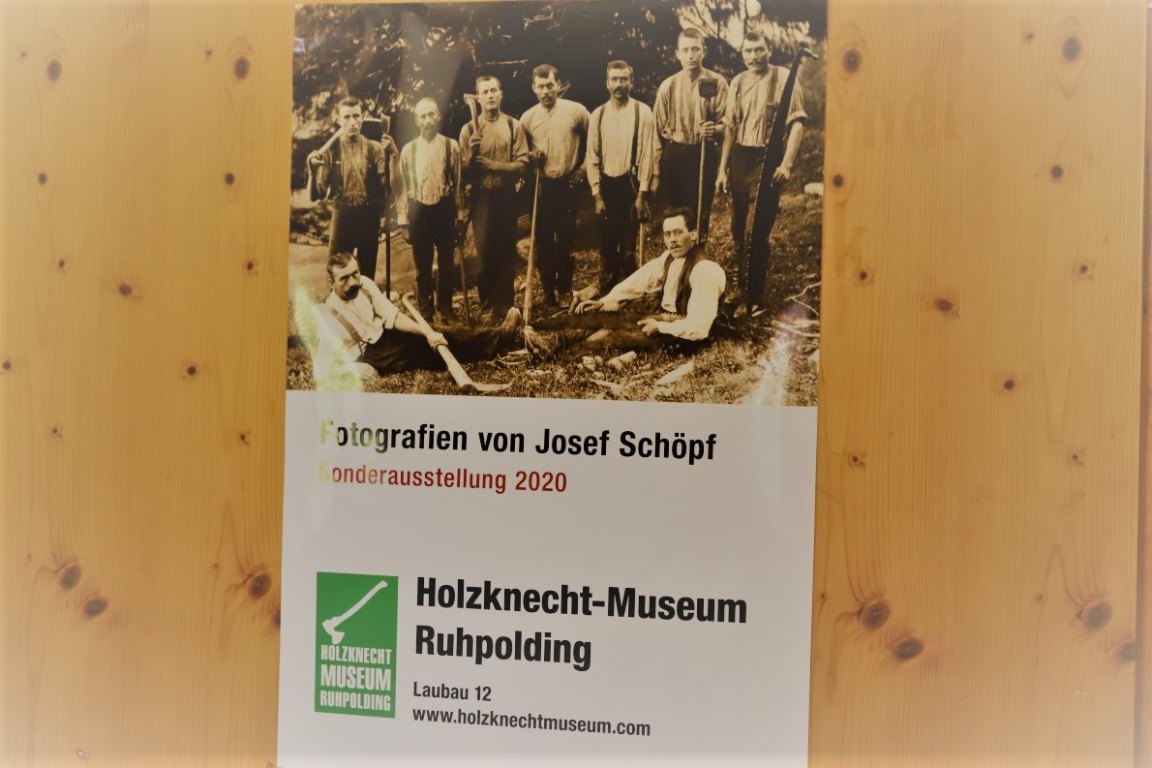 Fotografien von Josef Schöpf
Sonderausstellung 2020
Holzknecht-Museum
Ruhpolding
HOLZKNECHT
MUSEUM
RUHPOLDING
Laubau 12
www.holzknechtmuseum.com